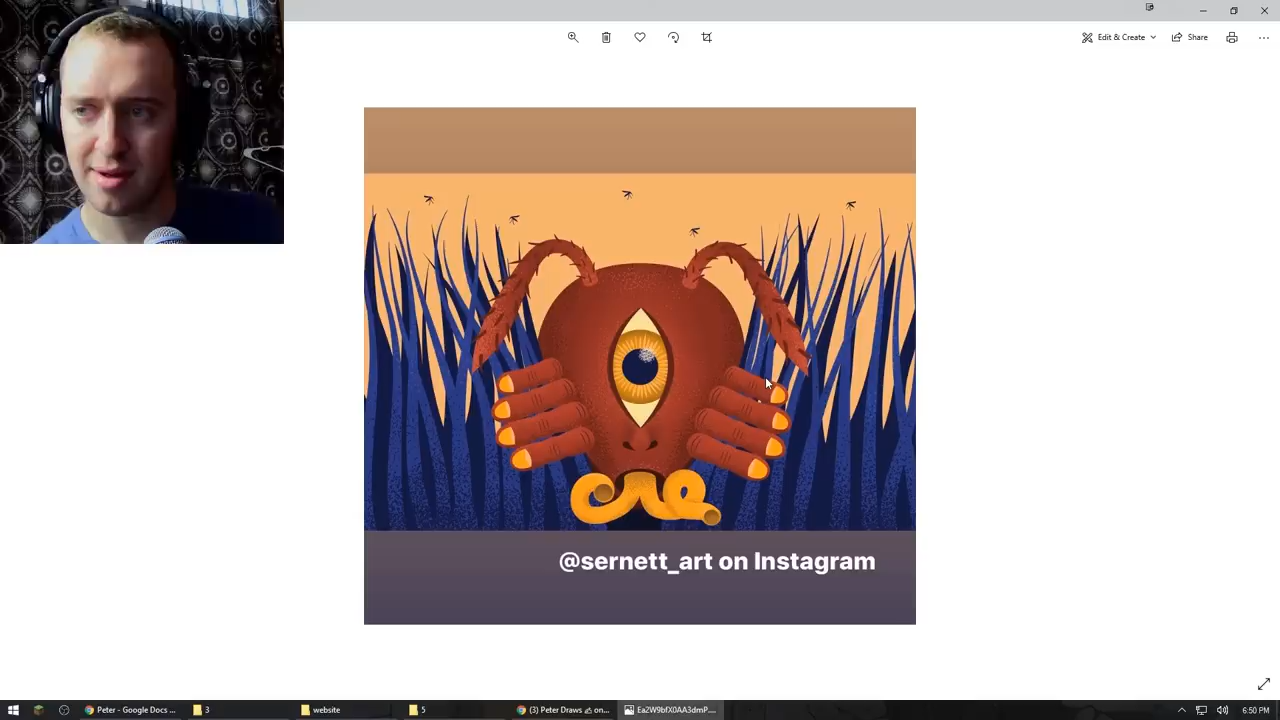 Edit & Create
Share
@sernett_art on Instagram
Peter - Google Docs ...
3
website
5
(3) Peter Draws ✍ on...
Ea2W9bfX0AA3dmP....
6:50 PM